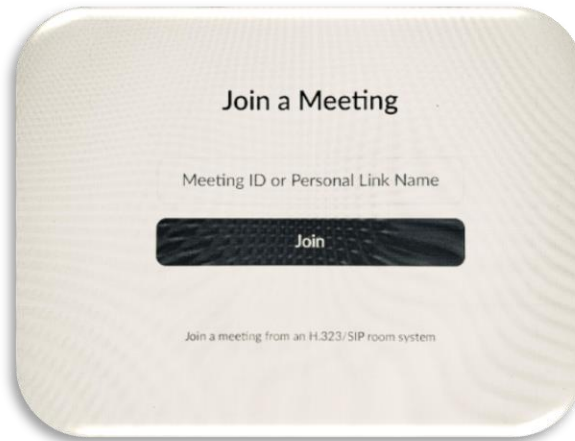 Join a Meeting
Meeting ID or Personal Link Name
Join
Join a meeting from an H.323/SIP room system